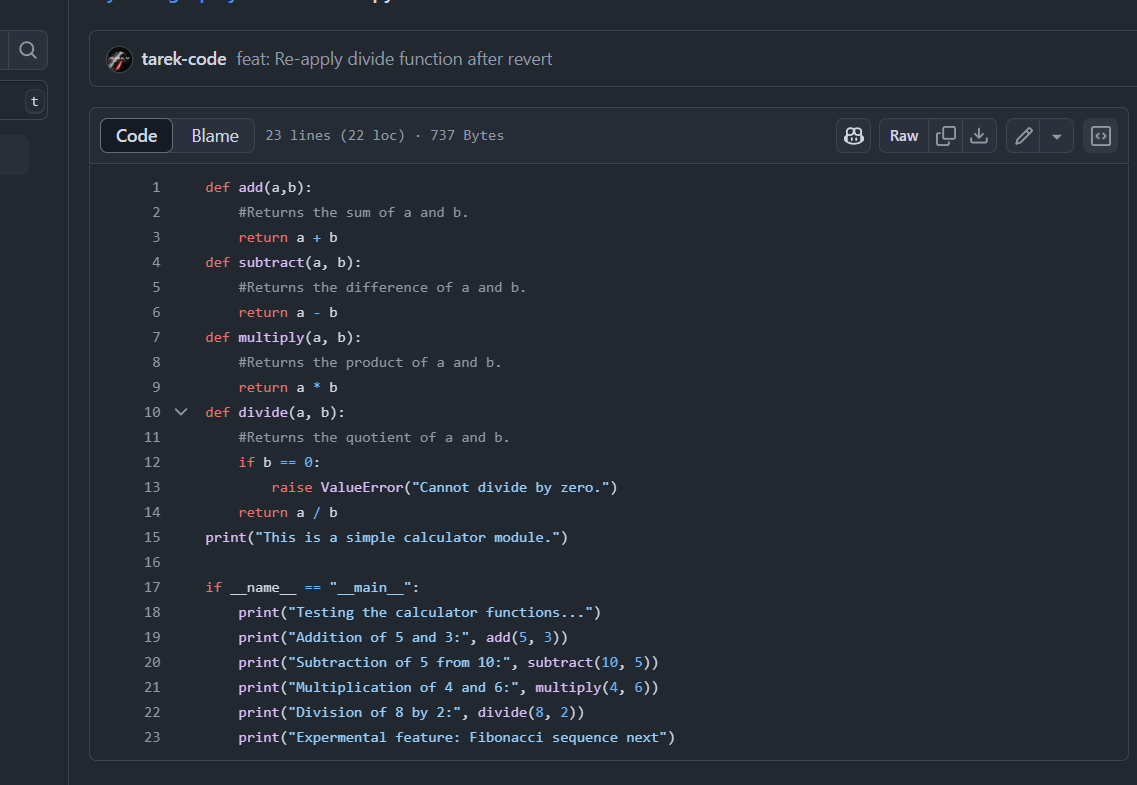 t
tarek-code feat: Re-apply divide function after revert
Code Blame 23 lines (22 loc) · 737 Bytes Raw
1 def add(a,b):
2     #Returns the sum of a and b.
3     return a + b
4 def subtract(a, b):
5     #Returns the difference of a and b.
6     return a - b
7 def multiply(a, b):
8     #Returns the product of a and b.
9     return a * b
10 def divide(a, b):
11     #Returns the quotient of a and b.
12     if b == 0:
13         raise ValueError("Cannot divide by zero.")
14     return a / b
15 print("This is a simple calculator module.")
16
17 if __name__ == "__main__":
18     print("Testing the calculator functions...")
19     print("Addition of 5 and 3:", add(5, 3))
20     print("Subtraction of 5 from 10:", subtract(10, 5))
21     print("Multiplication of 4 and 6:", multiply(4, 6))
22     print("Division of 8 by 2:", divide(8, 2))
23     print("Expermental feature: Fibonacci sequence next")